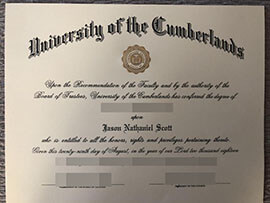 University of the Cumberlands
Upon the Recommendation of the Faculty and by the authority of the
Board of Trustees, University of the Cumberlands has conferred the degree of
upon
Jason Nathaniel Scott
who is entitled to all the honors, rights and privileges pertaining thereto.
Given this twenty-ninth day of August, in the year of our Lord two thousand eighteen